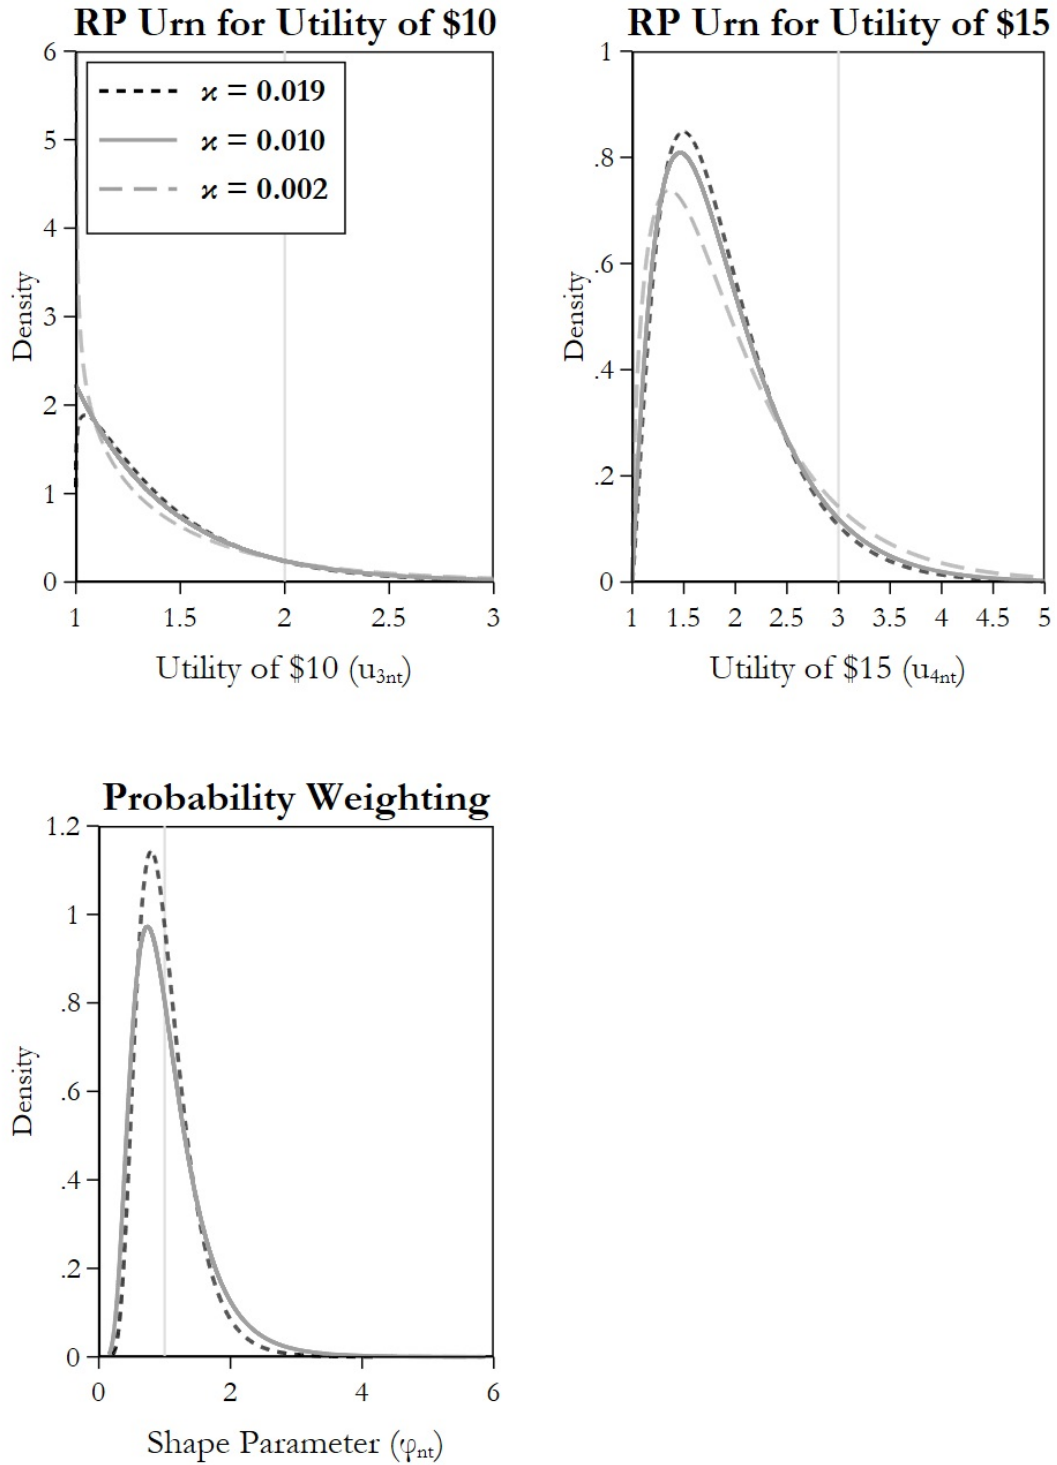 RP Urn for Utility of $10
6
5
4
3
2
1
0
Density
ϰ = 0.019
ϰ = 0.010
ϰ = 0.002
1 1.5 2 2.5 3
Utility of $10 (u3nt)
RP Urn for Utility of $15
1
.8
.6
.4
.2
0
Density
1 1.5 2 2.5 3 3.5 4 4.5 5
Utility of $15 (u4nt)
Probability Weighting
1.2
1
.8
.6
.4
.2
0
Density
0 2 4 6
Shape Parameter (φnt)